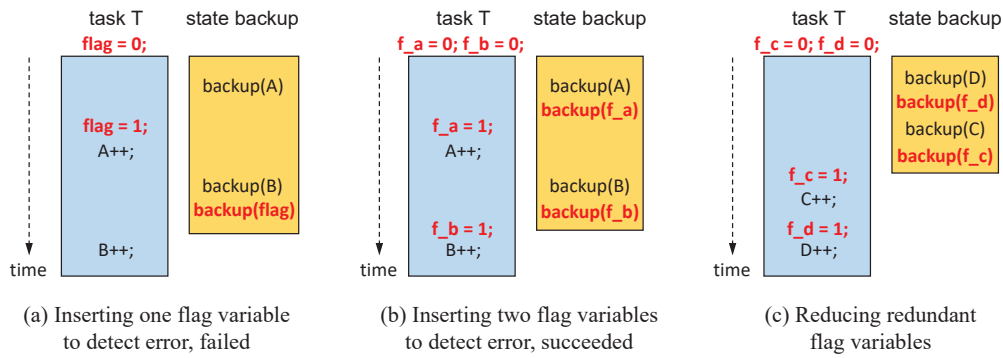 task T
state backup
flag = 0;
backup(A)
flag = 1;
A++;
backup(B)
backup(flag)
B++;
time
(a) Inserting one flag variable
to detect error, failed
task T
state backup
f_a = 0; f_b = 0;
backup(A)
backup(f_a)
f_a = 1;
A++;
backup(B)
backup(f_b)
f_b = 1;
B++;
time
(b) Inserting two flag variables
to detect error, succeeded
task T
state backup
f_c = 0; f_d = 0;
backup(D)
backup(f_d)
backup(C)
backup(f_c)
f_c = 1;
C++;
f_d = 1;
D++;
time
(c) Reducing redundant
flag variables